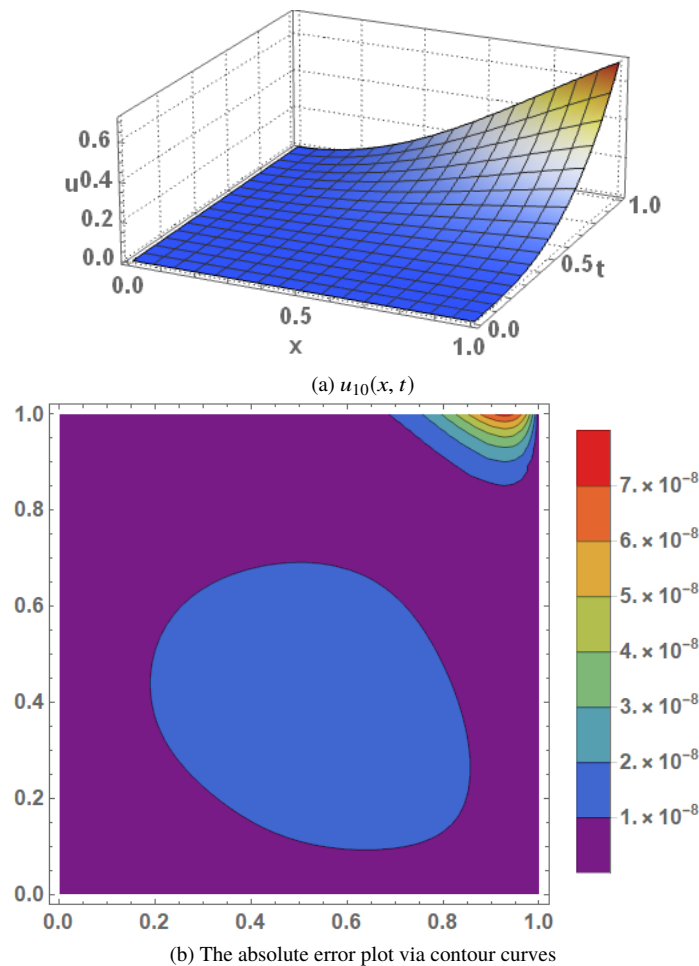 0.6
u 0.4
0.2
0.0
0.0
0.5
1.0
x
0.0
0.5
t
1.0
(a) u₁₀(x, t)
1.0
0.8
0.6
0.4
0.2
0.0
0.0 0.2 0.4 0.6 0.8 1.0
7. × 10⁻⁸
6. × 10⁻⁸
5. × 10⁻⁸
4. × 10⁻⁸
3. × 10⁻⁸
2. × 10⁻⁸
1. × 10⁻⁸
(b) The absolute error plot via contour curves